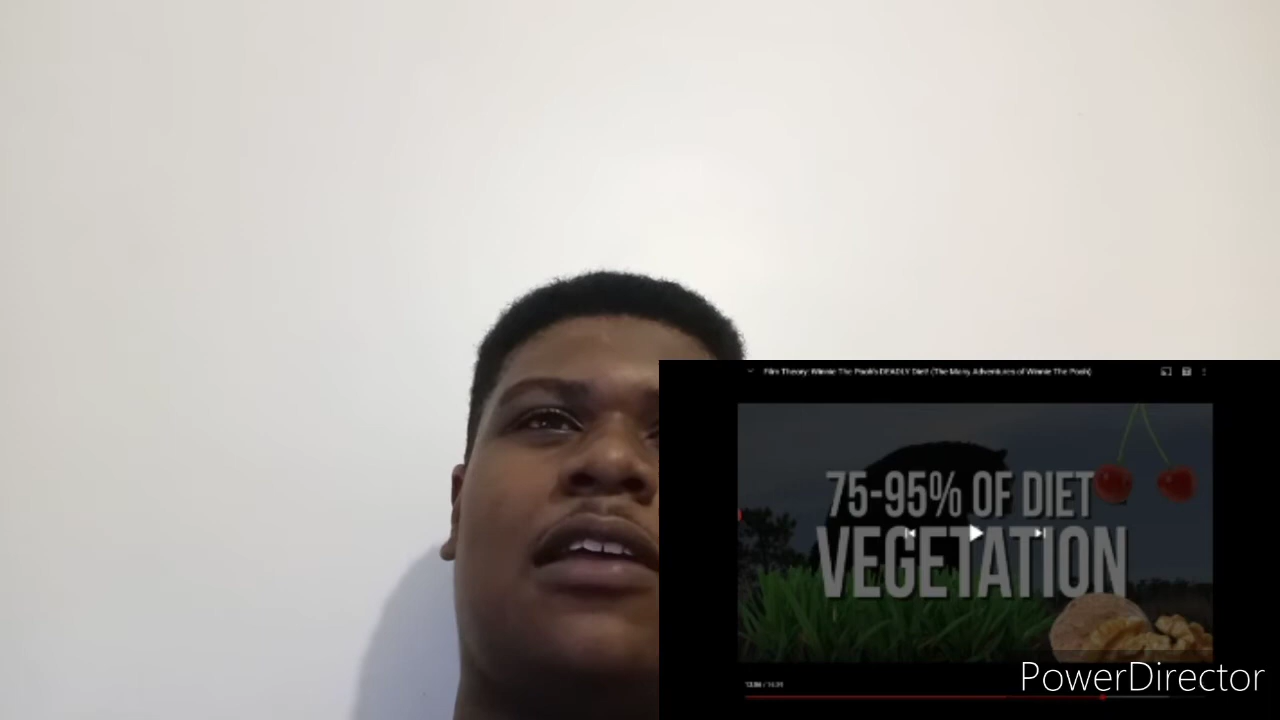 Film Theory: Winnie The Pooh's DEADLY Diet! (The Many Adventures of Winnie The Pooh)
75-95% OF DIET
VEGETATION
PowerDirector